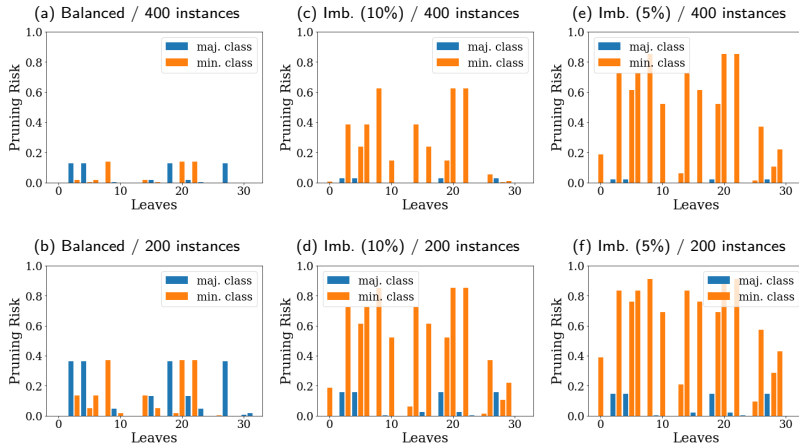 (a) Balanced / 400 instances
1.0
0.8
0.6
0.4
0.2
0.0
Pruning Risk
maj. class
min. class
0 10 20 30
Leaves
(c) Imb. (10%) / 400 instances
1.0
0.8
0.6
0.4
0.2
0.0
Pruning Risk
maj. class
min. class
0 10 20 30
Leaves
(e) Imb. (5%) / 400 instances
1.0
0.8
0.6
0.4
0.2
0.0
Pruning Risk
maj. class
min. class
0 10 20 30
Leaves
(b) Balanced / 200 instances
1.0
0.8
0.6
0.4
0.2
0.0
Pruning Risk
maj. class
min. class
0 10 20 30
Leaves
(d) Imb. (10%) / 200 instances
1.0
0.8
0.6
0.4
0.2
0.0
Pruning Risk
maj. class
min. class
0 10 20 30
Leaves
(f) Imb. (5%) / 200 instances
1.0
0.8
0.6
0.4
0.2
0.0
Pruning Risk
maj. class
min. class
0 10 20 30
Leaves